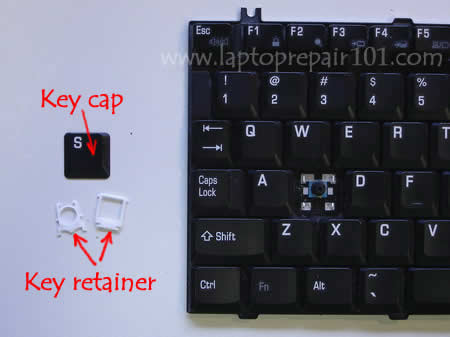 Esc F1 F2 F3 F4 F5
www.laptoprepair101.com
! @ # $ %
1 2 3 4 5
Key cap
Q W E R T
S
Caps Lock A D F
Shift Z X C V
Key retainer
Ctrl Fn Alt ~ `